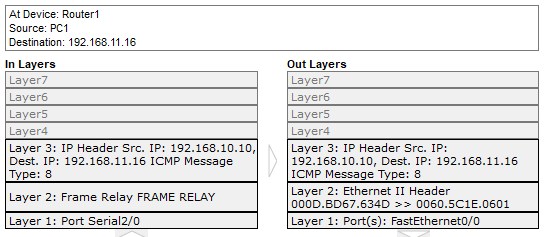 At Device: Router1
Source: PC1
Destination: 192.168.11.16
In Layers
Layer7
Layer6
Layer5
Layer4
Layer 3: IP Header Src. IP: 192.168.10.10,
Dest. IP: 192.168.11.16 ICMP Message
Type: 8
Layer 2: Frame Relay FRAME RELAY
Layer 1: Port Serial2/0
Out Layers
Layer7
Layer6
Layer5
Layer4
Layer 3: IP Header Src. IP:
192.168.10.10, Dest. IP: 192.168.11.16
ICMP Message Type: 8
Layer 2: Ethernet II Header
000D.BD67.634D >> 0060.5C1E.0601
Layer 1: Port(s): FastEthernet0/0